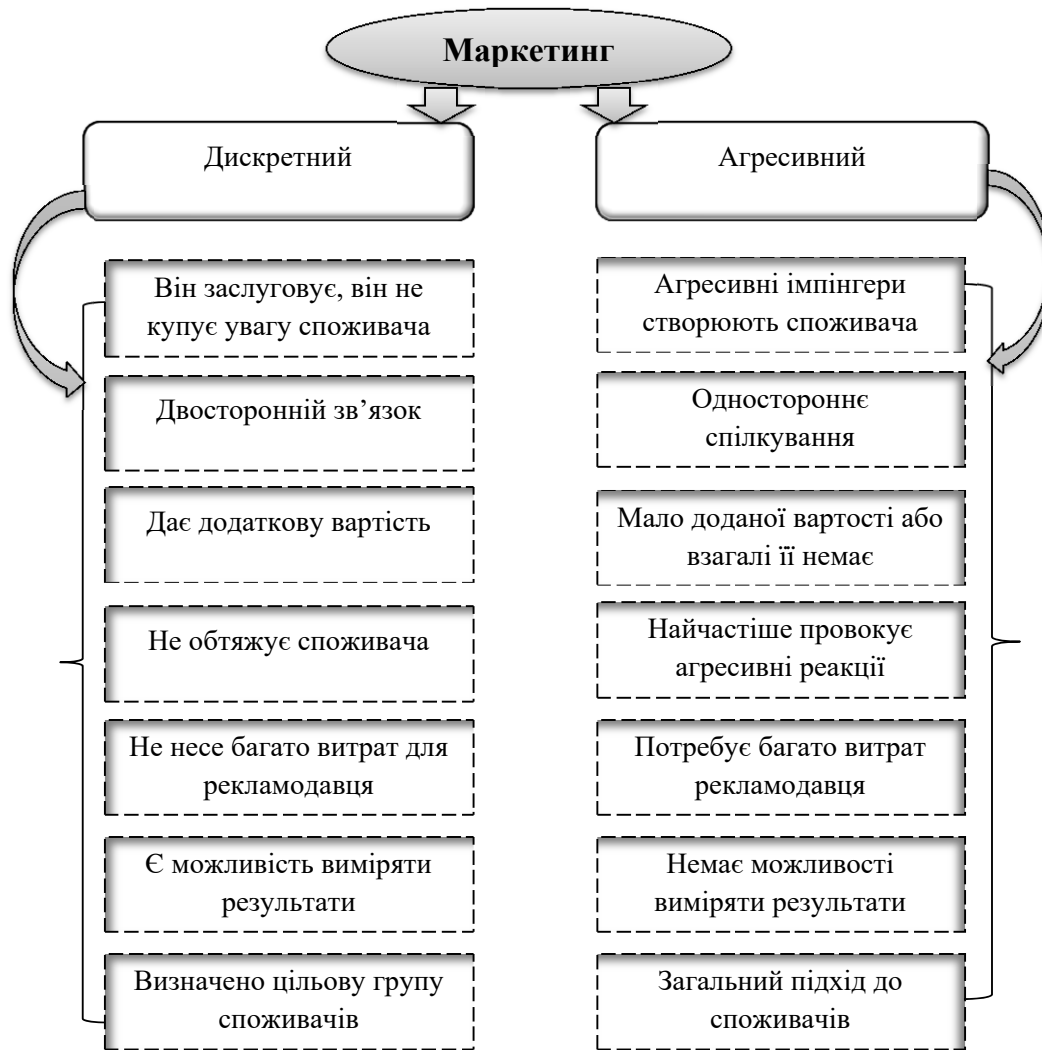 Маркетинг
Дискретний
Агресивний
Він заслуговує, він не
купує увагу споживача
Агресивні імпінгери
створюють споживача
Двосторонній зв’язок
Одностороннє
спілкування
Дає додаткову вартість
Мало доданої вартості або
взагалі її немає
Не обтяжує споживача
Найчастіше провокує
агресивні реакції
Не несе багато витрат для
рекламодавця
Потребує багато витрат
рекламодавця
Є можливість виміряти
результати
Немає можливості
виміряти результати
Визначено цільову групу
споживачів
Загальний підхід до
споживачів